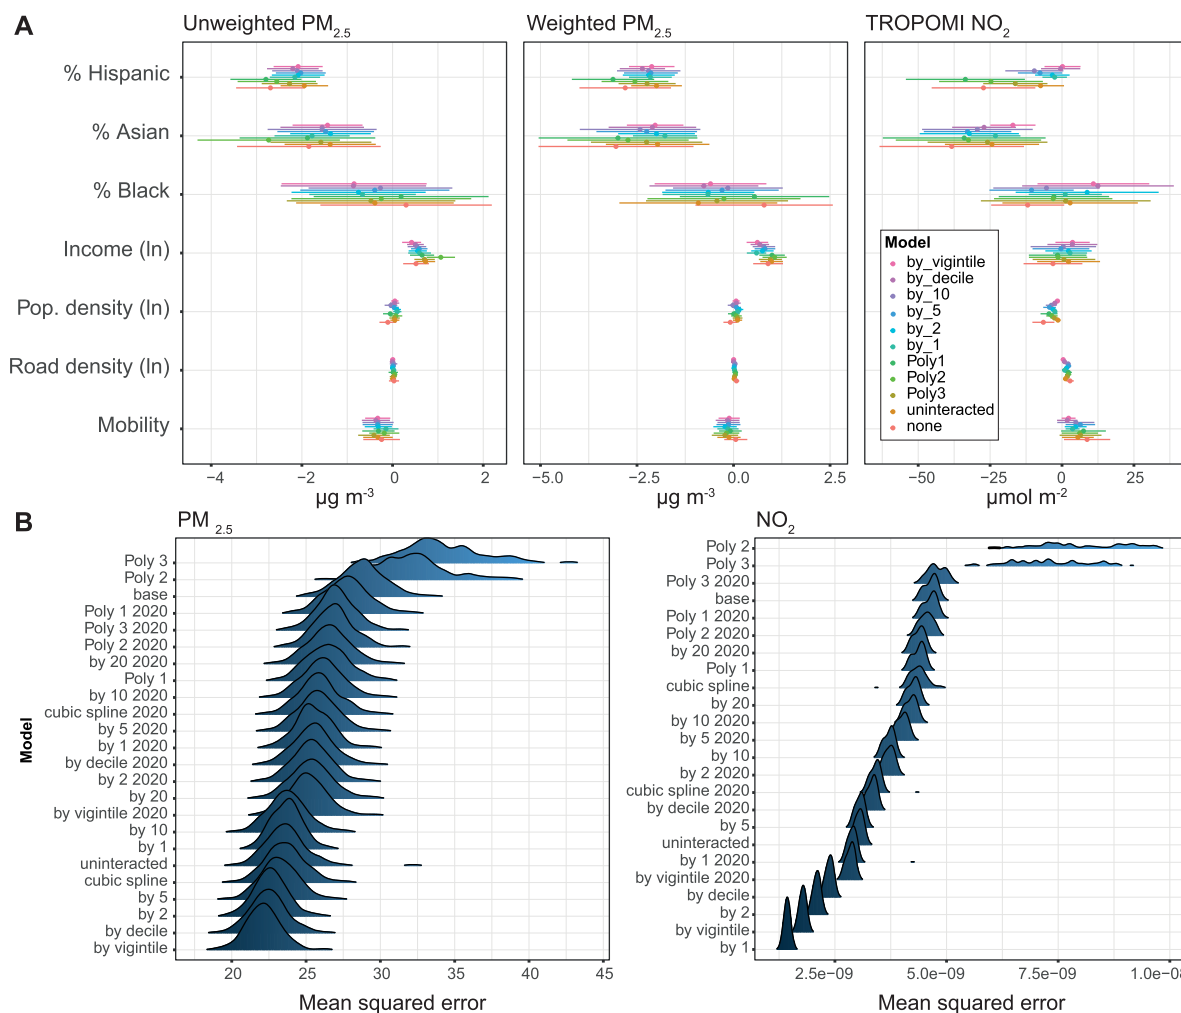 A
Unweighted PM2.5
Weighted PM2.5
TROPOMI NO2
% Hispanic
% Asian
% Black
Income (ln)
Pop. density (ln)
Road density (ln)
Mobility
Model
by_vigintile
by_decile
by_10
by_5
by_2
by_1
Poly1
Poly2
Poly3
uninteracted
none
−4 −2 0 2
−5.0 −2.5 0.0 2.5
−50 −25 0 25
µg m-3
µg m-3
µmol m-2
B
PM 2.5
NO2
Model
Poly 3
Poly 2
base
Poly 1 2020
Poly 3 2020
Poly 2 2020
by 20 2020
Poly 1
by 10 2020
cubic spline 2020
by 5 2020
by 1 2020
by decile 2020
by 2 2020
by 20
by vigintile 2020
by 10
by 1
uninteracted
cubic spline
by 5
by 2
by decile
by vigintile
20 25 30 35 40 45
Mean squared error
Poly 2
Poly 3
Poly 3 2020
base
Poly 1 2020
Poly 2 2020
by 20 2020
Poly 1
cubic spline
by 20
by 10 2020
by 5 2020
by 10
by 2 2020
cubic spline 2020
by decile 2020
by 5
uninteracted
by 1 2020
by vigintile 2020
by decile
by 2
by vigintile
by 1
2.5e−09 5.0e−09 7.5e−09 1.0e−08
Mean squared error